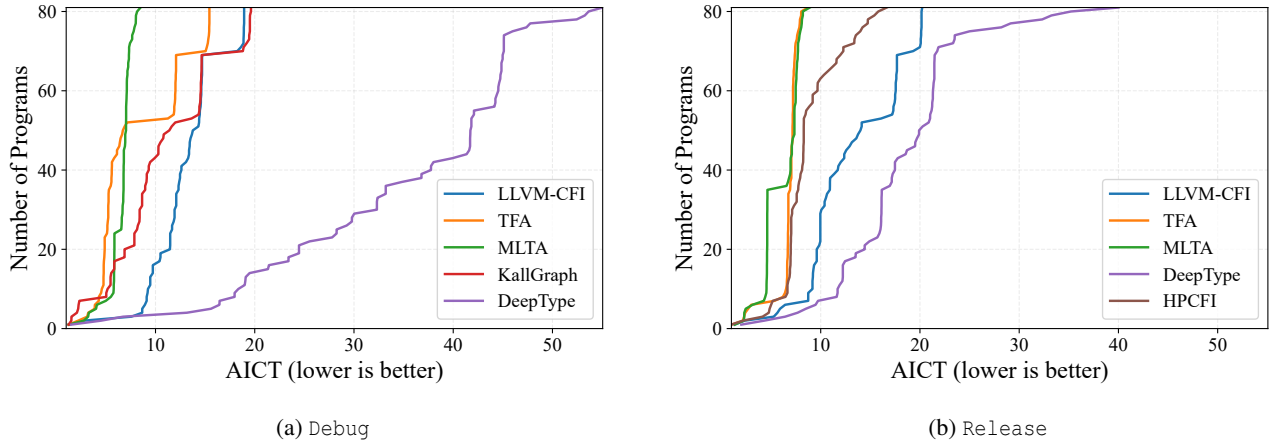 80
60
40
20
0
Number of Programs
10
20
30
40
50
AICT (lower is better)
LLVM-CFI
TFA
MLTA
KallGraph
DeepType
(a) Debug
80
60
40
20
0
Number of Programs
10
20
30
40
50
AICT (lower is better)
LLVM-CFI
TFA
MLTA
DeepType
HPCFI
(b) Release